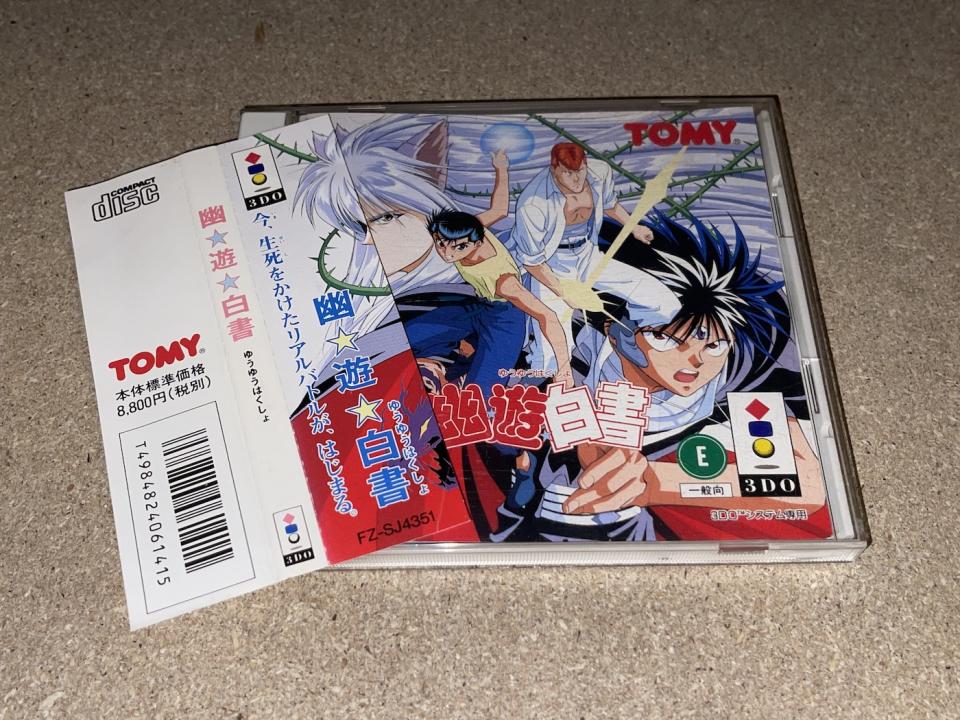 COMPACT
disc
TOMY
本体標準価格
8,800円(税別)
T4984824061415
幽☆遊☆白書
ゆうゆうはくしょ
3DO
3DO
今、生死をかけたリアルバトルが、はじまる。
幽☆遊☆白書
ゆうゆうはくしょ
FZ-SJ4351
TOMY
ゆうゆうはくしょ
幽遊白書
E
一般向
3DO
3DO™システム専用